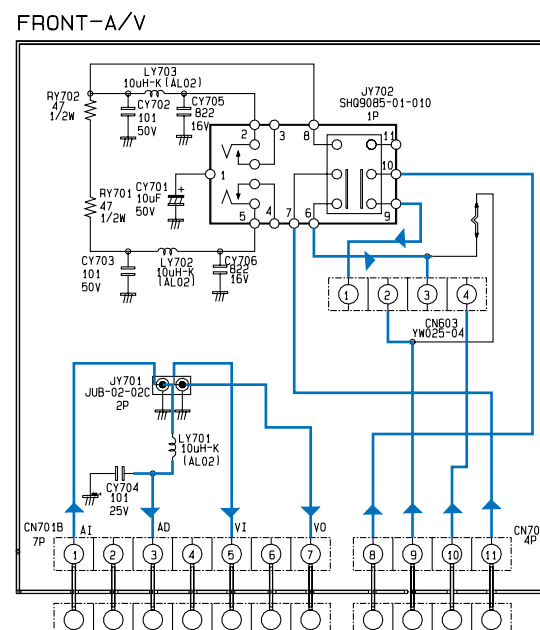 FRONT-A/V
LY703
10uH-K(AL02)
RY702
47
1/2W
CY702
101
50V
CY705
822
16V
JY702
SHQ9085-01-010
1P
2
3
8
11
10
1
CY701
10uF
50V
+
RY701
47
1/2W
5
4
7
6
9
CY703
101
50V
LY702
10uH-K
(AL02)
CY706
822
16V
1
2
3
4
CN603
YW025-04
JY701
JUB-02-02C
2P
LY701
10uH-K
(AL02)
CY704
101
25V
CN701B
7P
AI
AO
VI
VO
CN70
4P
1
2
3
4
5
6
7
8
9
10
11